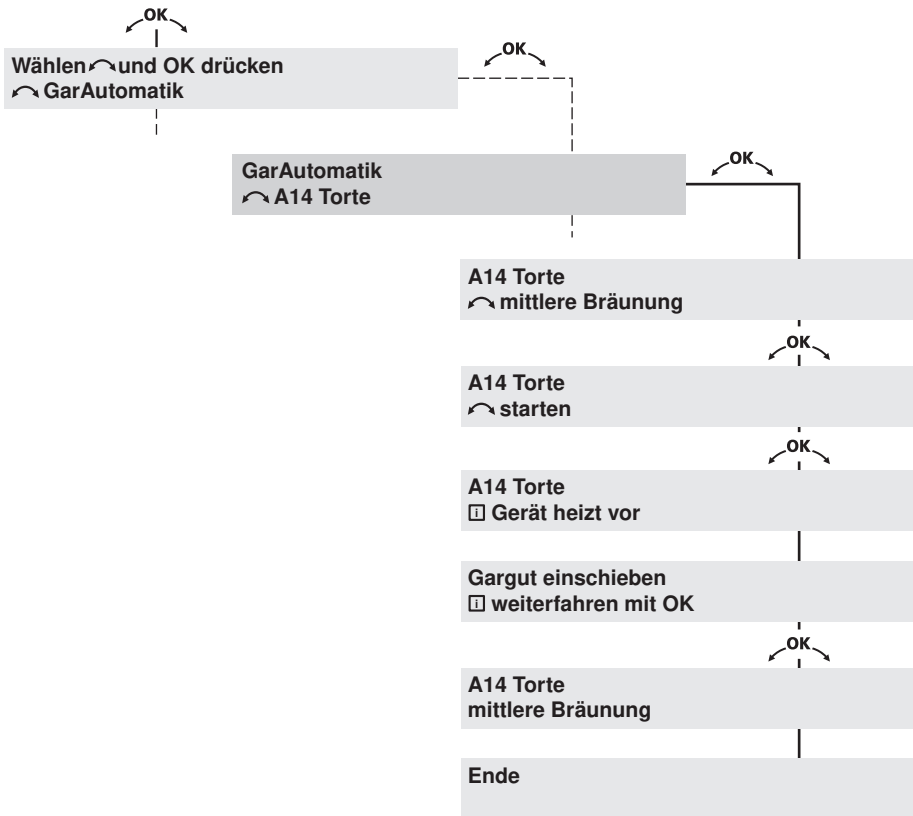 OK
Wählen und OK drücken
GarAutomatik
OK
GarAutomatik
A14 Torte
OK
A14 Torte
mittlere Bräunung
OK
A14 Torte
starten
OK
A14 Torte
i Gerät heizt vor
Gargut einschieben
i weiterfahren mit OK
OK
A14 Torte
mittlere Bräunung
Ende